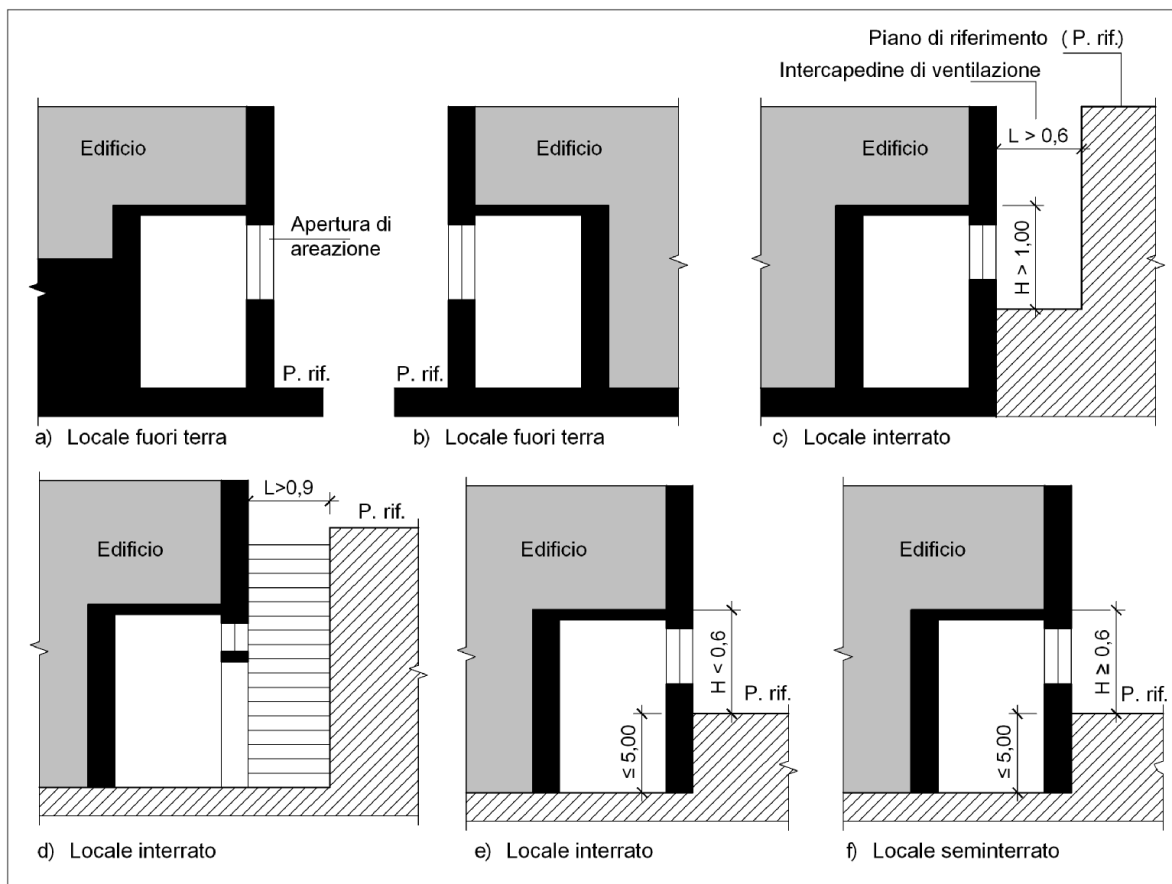 Piano di riferimento ( P. rif.)
Intercapedine di ventilazione
L > 0,6
Edificio
Edificio
Edificio
Apertura di
areazione
H > 1,00
P. rif.
P. rif.
a) Locale fuori terra
b) Locale fuori terra
c) Locale interrato
L>0,9
P. rif.
Edificio
Edificio
Edificio
H < 0,6
H ≥ 0,6
P. rif.
P. rif.
≤ 5,00
≤ 5,00
d) Locale interrato
e) Locale interrato
f) Locale seminterrato